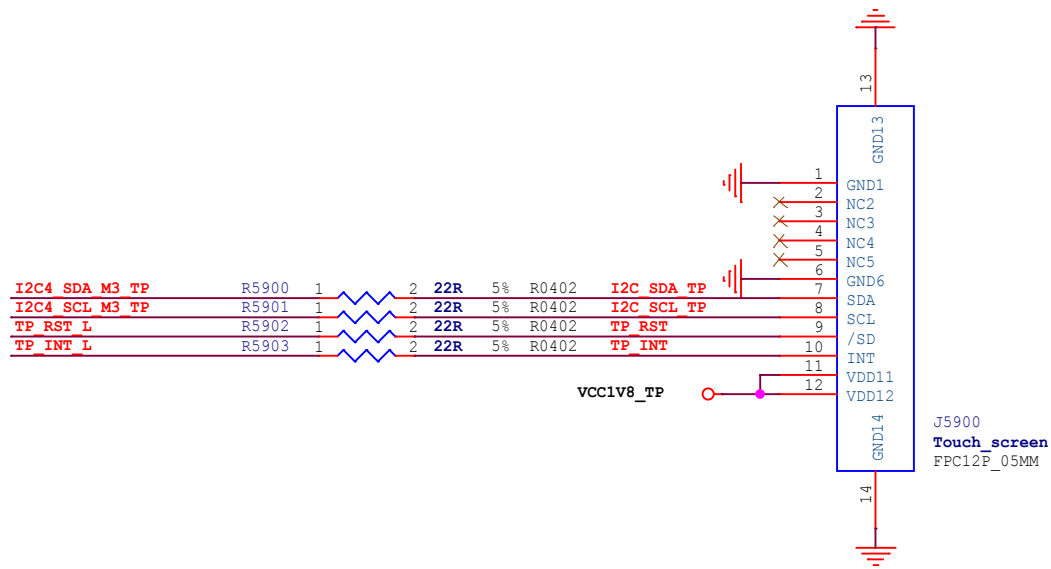 13
GND13
1 GND1
2 NC2
3 NC3
4 NC4
5 NC5
6 GND6
I2C4_SDA_M3_TP R5900 1 2 22R 5% R0402 I2C_SDA_TP 7 SDA
I2C4_SCL_M3_TP R5901 1 2 22R 5% R0402 I2C_SCL_TP 8 SCL
TP_RST_L R5902 1 2 22R 5% R0402 TP_RST 9 /SD
TP_INT_L R5903 1 2 22R 5% R0402 TP_INT 10 INT
11 VDD11
VCC1V8_TP 12 VDD12
GND14
J5900
Touch_screen
FPC12P_05MM
14